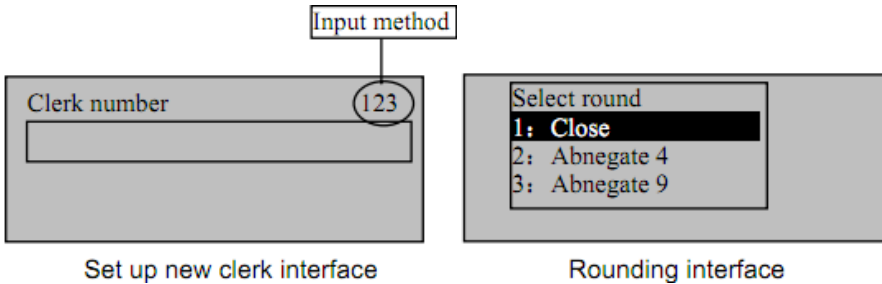 Input method
Clerk number 123
Select round
1: Close
2: Abnegate 4
3: Abnegate 9
Set up new clerk interface
Rounding interface